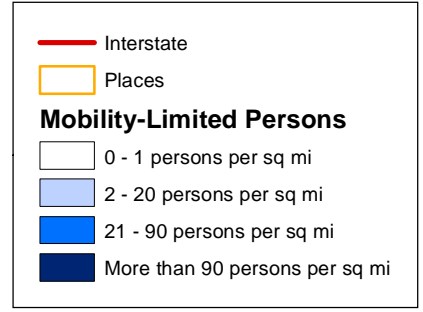 Interstate
Places
Mobility-Limited Persons
0 - 1 persons per sq mi
2 - 20 persons per sq mi
21 - 90 persons per sq mi
More than 90 persons per sq mi